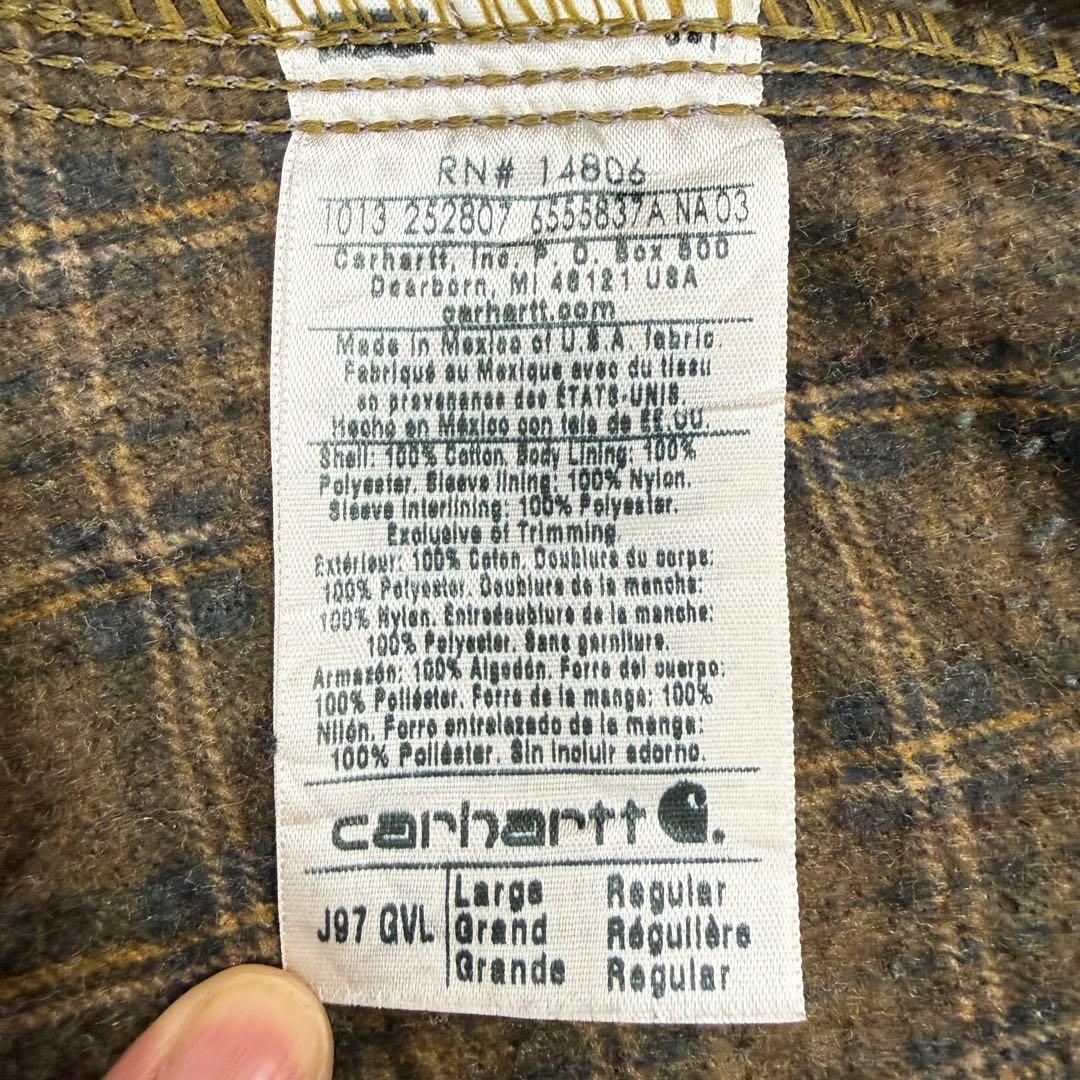 RN# 14806
1013 252807 6555837A NA 03
Carhartt, Inc. P. O. Box 600
Dearborn, MI 48121 USA
carhartt.com
Made in Mexico of U.S.A. fabric.
Fabriqué au Mexique avec du tissu
en provenance des ÉTATS-UNIS
Hecho en México con tela de EE.UU
Shell: 100% Cotton. Body Lining: 100%
Polyester. Sleeve lining: 100% Nylon.
Sleeve Interlining: 100% Polyester.
Exclusive of Trimming.
Extérieur: 100% Coton. Doublure du corps:
100% Polyester. Doublure de la manche:
100% Nylon. Entredoublure de la manche:
100% Polyester. Sans garniture.
Armazón: 100% Algodón. Forro del cuerpo:
100% Poliéster. Forro de la manga: 100%
Nilón. Forro entrelazado de la manga:
100% Poliéster. Sin incluir adorno.
carhartt
J97 GVL
Large Regular
Grand Régulière
Grande Regular